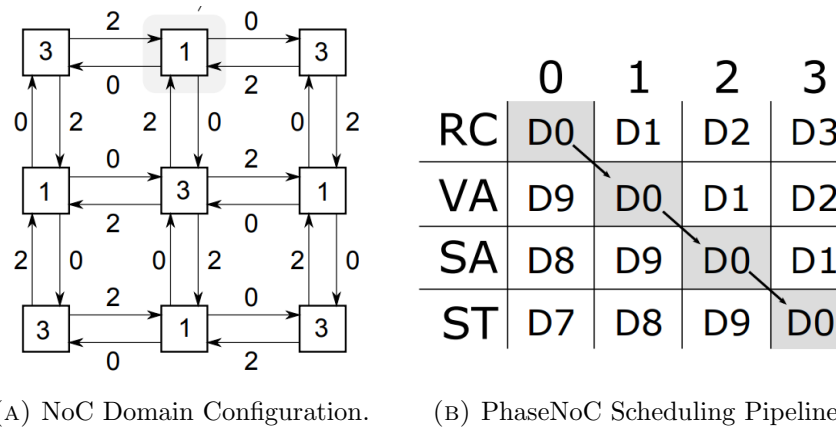 2 0
3 1 3
0 2
0 2 2 0 0 2
0 2
1 3 1
2 0
2 0 0 2 2 0
2 0
3 1 3
0 2
(A) NoC Domain Configuration.
0 1 2 3
RC D0 D1 D2 D3
VA D9 D0 D1 D2
SA D8 D9 D0 D1
ST D7 D8 D9 D0
(B) PhaseNoC Scheduling Pipeline